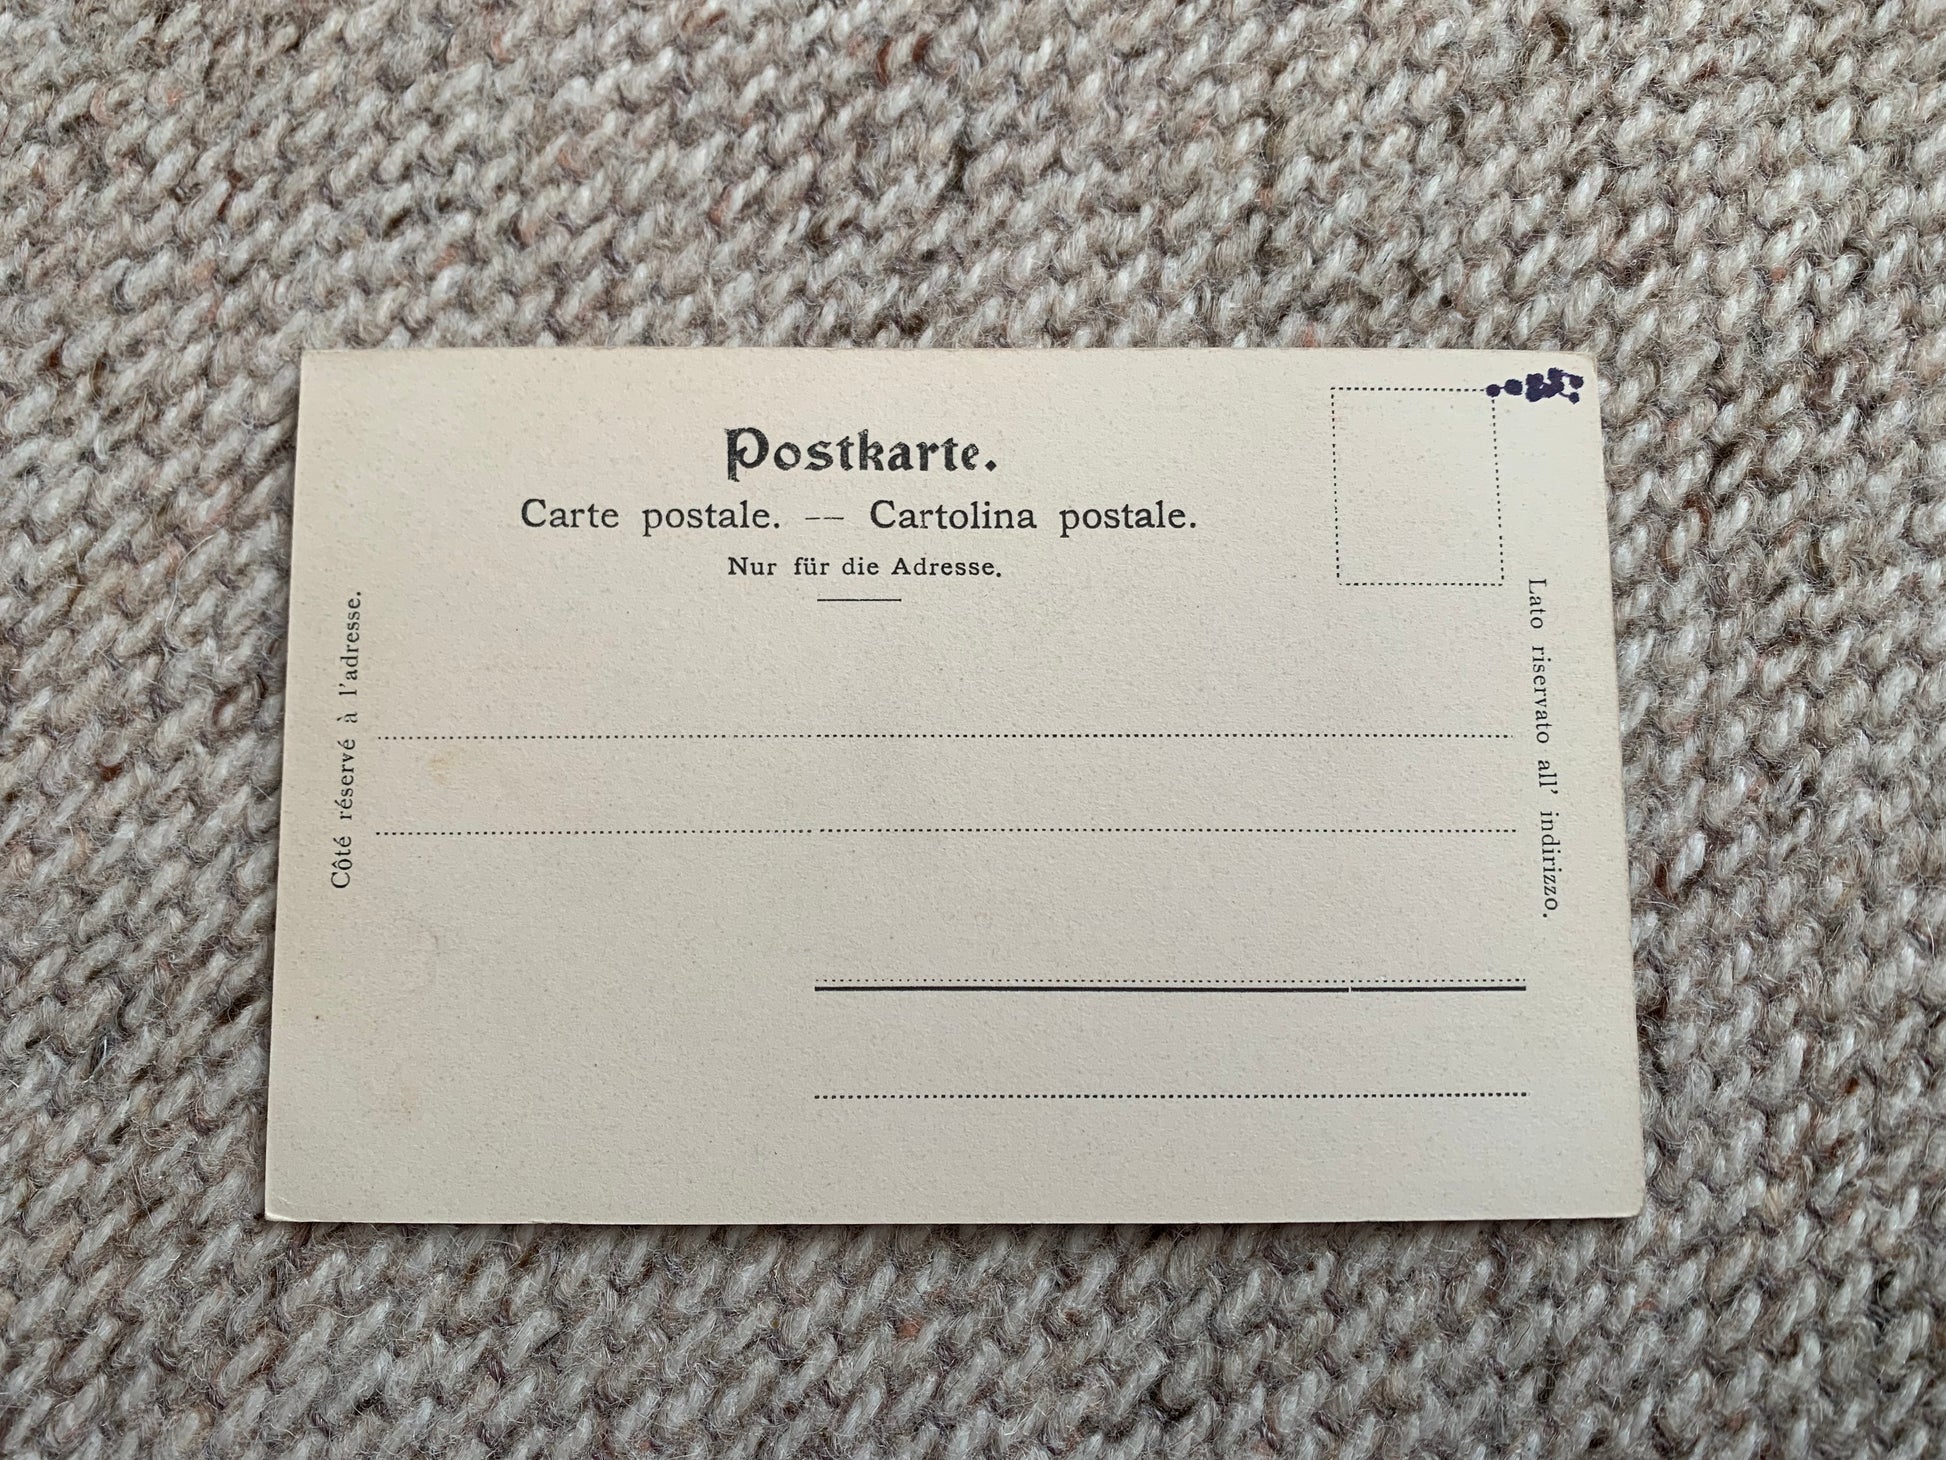 Postkarte.
Carte postale. — Cartolina postale.
Nur für die Adresse.
Côté réservé à l'adresse.
Lato riservato all' indirizzo.